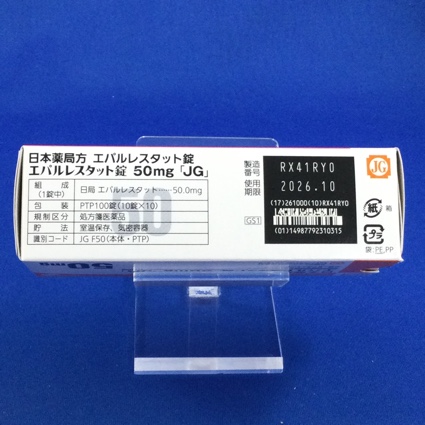 日本薬局方 エパルレスタット錠
エパルレスタット錠 50mg「JG」
組成(1錠中) 日局 エパルレスタット……50.0mg
包装 PTP100錠(10錠×10)
規制区分 処方箋医薬品
貯法 室温保存、気密容器
識別コード JG F50(本体・PTP)
50
製造番号 RX41RY0
使用期限 2026.10
(17)261000(10)RX41RY0
GS1
(01)14987792310315
JG
紙 箱
プラ
袋:PE,PP
50mg